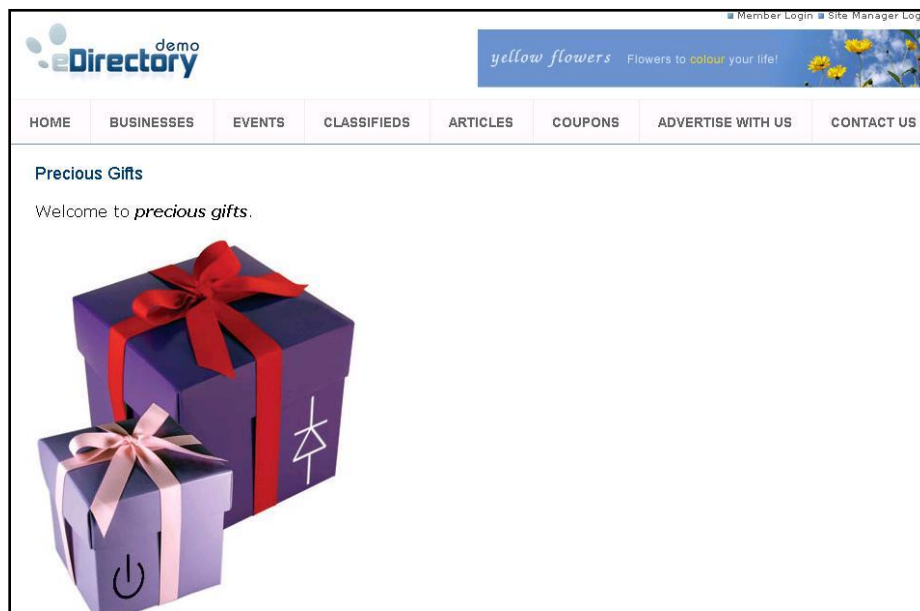 Member Login Site Manager Log
demo
eDirectory
yellow flowers Flowers to colour your life!
HOME BUSINESSES EVENTS CLASSIFIEDS ARTICLES COUPONS ADVERTISE WITH US CONTACT US
Precious Gifts
Welcome to precious gifts.